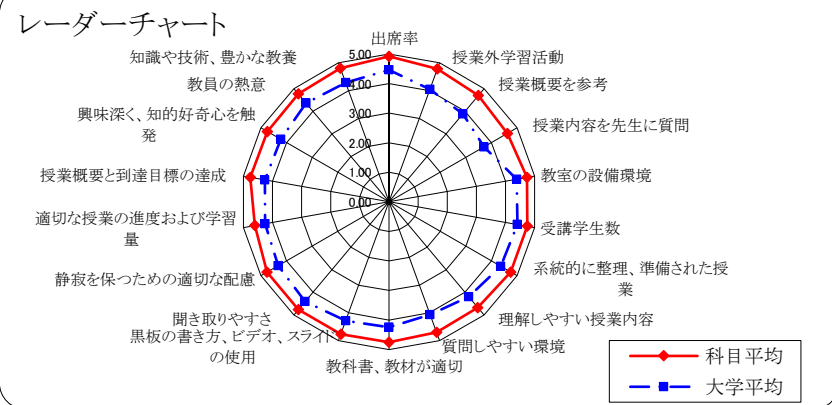 レーダーチャート
出席率
授業外学習活動
授業概要を参考
授業内容を先生に質問
教室の設備環境
受講学生数
系統的に整理、準備された授
業
理解しやすい授業内容
質問しやすい環境
教科書、教材が適切
黒板の書き方、ビデオ、スライド
の使用
聞き取りやすさ
静寂を保つための適切な配慮
適切な授業の進度および学習
量
授業概要と到達目標の達成
興味深く、知的好奇心を触
発
教員の熱意
知識や技術、豊かな教養
5.00
4.00
3.00
2.00
1.00
0.00
科目平均
大学平均